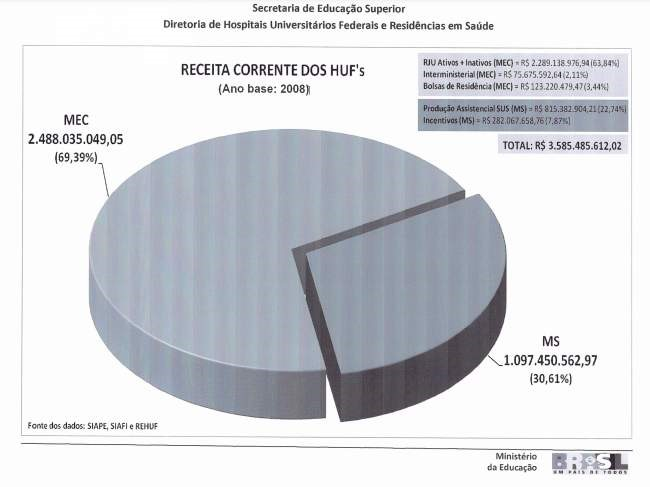 Secretaria de Educação Superior
Diretoria de Hospitais Universitários Federais e Residências em Saúde
RECEITA CORRENTE DOS HUF's
(Ano base: 2008)
RJU Ativos + Inativos (MEC) = R$ 2.289.138.976,94 (63,84%)
Interministerial (MEC) = R$ 75.675.592,64 (2,11%)
Bolsas de Residência (MEC) = R$ 123.220.479,47 (3,44%)
Produção Assistencial SUS (MS) = R$ 815.382.904,21 (22,74%)
Incentivos (MS) = R$ 282.067.658,76 (7,87%)
TOTAL: R$ 3.585.485.612,02
MEC
2.488.035.049,05
(69,39%)
MS
1.097.450.562,97
(30,61%)
Fonte dos dados: SIAPE, SIAFI e REHUF
Ministério
da Educação
BRASIL
UM PAÍS DE TODOS